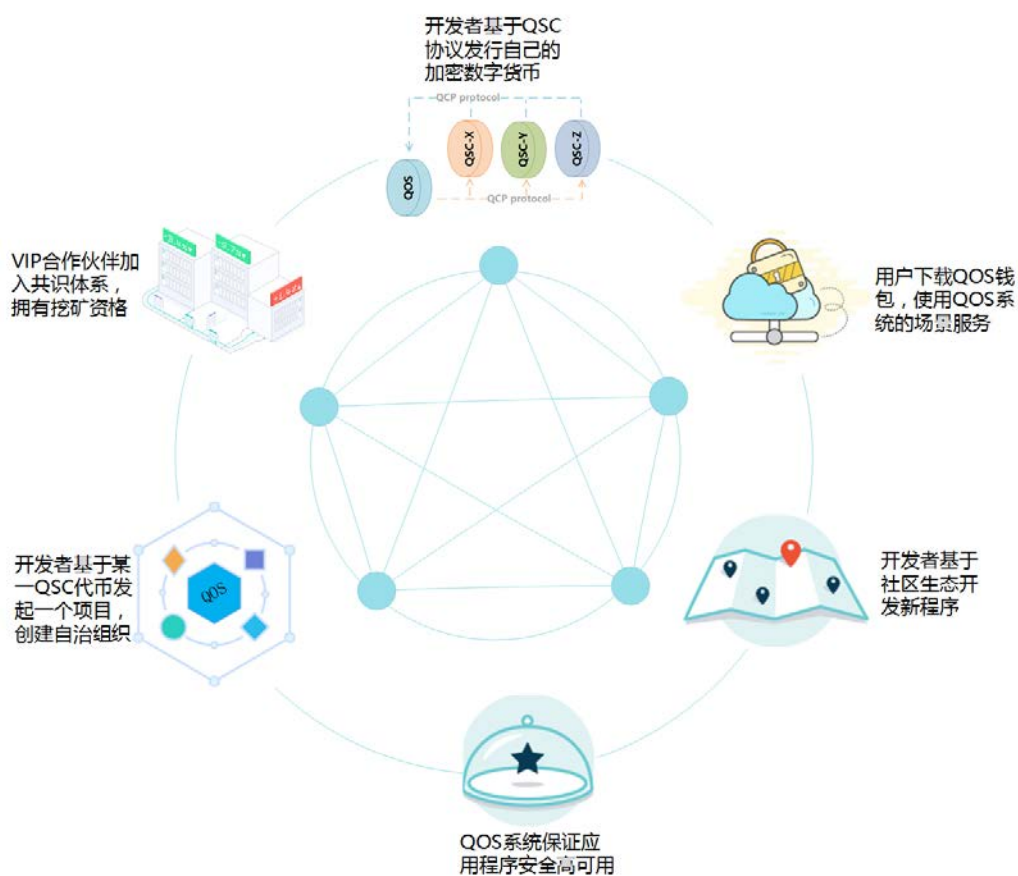 开发者基于QSC
协议发行自己的
加密数字货币
QCP protocol
QOS
QSC-X
QSC-Y
QSC-Z
QCP protocol
VIP合作伙伴加
入共识体系，
拥有挖矿资格
用户下载QOS钱
包，使用QOS系
统的场景服务
开发者基于某
一QSC代币发
起一个项目，
创建自治组织
QOS
开发者基于
社区生态开
发新程序
QOS系统保证应
用程序安全高可用